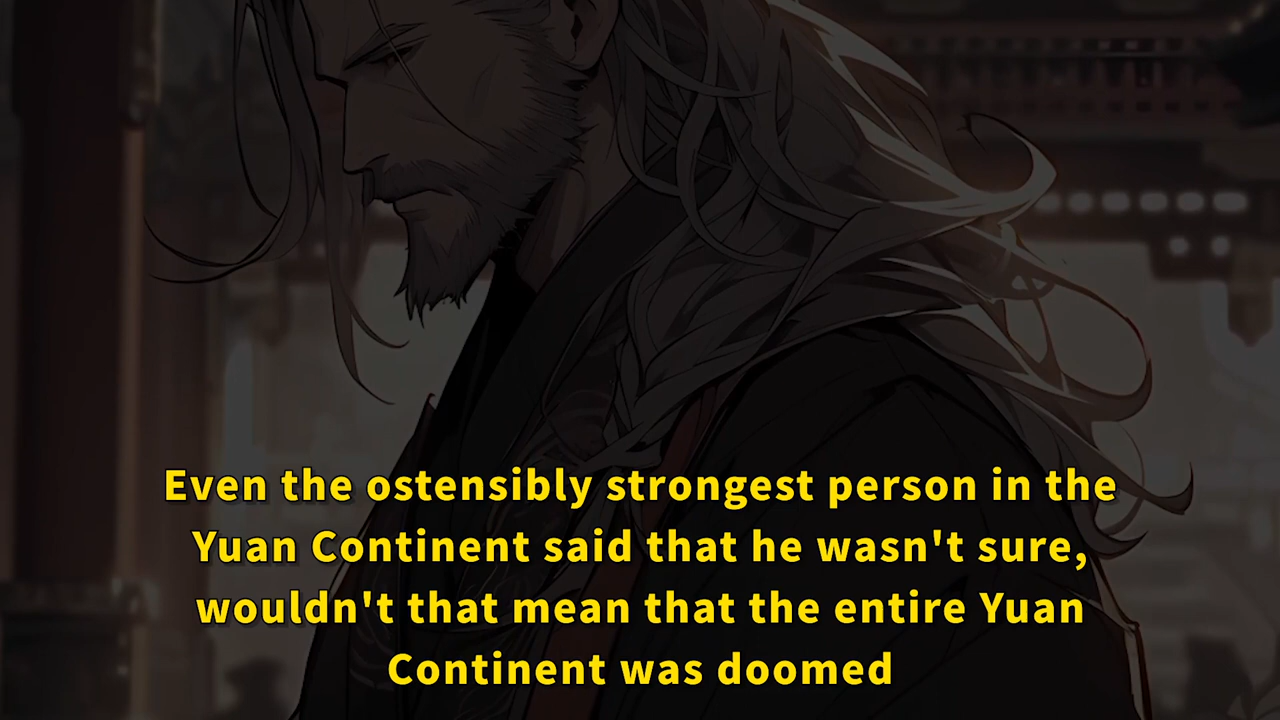 Even the ostensibly strongest person in the
Yuan Continent said that he wasn't sure,
wouldn't that mean that the entire Yuan
Continent was doomed